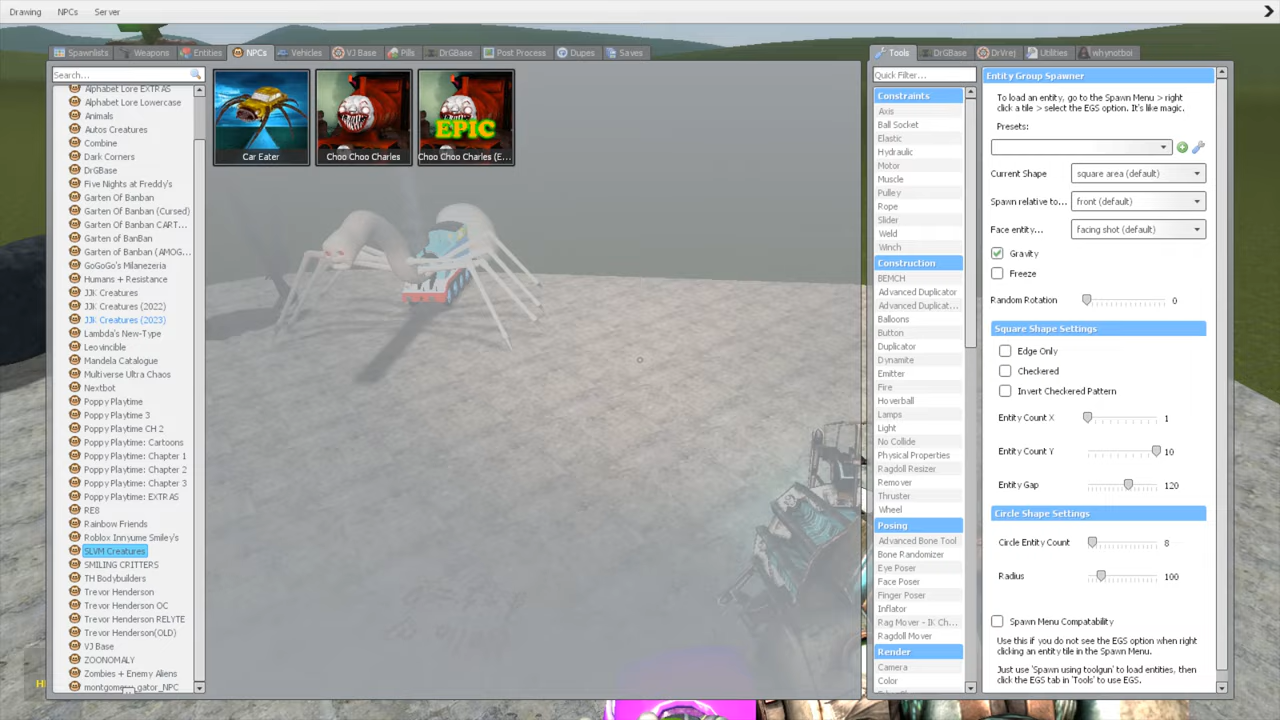 Drawing NPCs Server
Spawnlists Weapons Entities NPCs Vehicles VJ Base Pills DrGBase Post Process Dupes Saves
Search...
Alphabet Lore EXTRAS
Alphabet Lore Lowercase
Animals
Autos Creatures
Combine
Dark Corners
DrGBase
Five Nights at Freddy's
Garten Of Banban
Garten Of Banban (Cursed)
Garten Of Banban CART...
Garten of BanBan
Garten of BanBan (AMOG...
GoGoGo's Milanezeria
Humans + Resistance
JJK Creatures
JJK Creatures (2022)
JJK Creatures (2023)
Lambda's New-Type
Leovincible
Mandela Catalogue
Multiverse Ultra Chaos
Nextbot
Poppy Playtime
Poppy Playtime 3
Poppy Playtime CH 2
Poppy Playtime: Cartoons
Poppy Playtime: Chapter 1
Poppy Playtime: Chapter 2
Poppy Playtime: Chapter 3
Poppy Playtime: EXTRAS
RE8
Rainbow Friends
Roblox Innyume Smiley's
SLVM Creatures
SMILING CRITTERS
TH Bodybuilders
Trevor Henderson
Trevor Henderson OC
Trevor Henderson RELYTE
Trevor Henderson(OLD)
VJ Base
ZOONOMALY
Zombies + Enemy Aliens
EPIC
Car Eater
Choo Choo Charles
Choo Choo Charles (E...
Tools DrGBase DrVrej Utilities whynotboi
Quick Filter...
Constraints
Axis
Ball Socket
Elastic
Hydraulic
Motor
Muscle
Pulley
Rope
Slider
Weld
Winch
Construction
BEMCH
Advanced Duplicator
Advanced Duplicat...
Balloons
Button
Duplicator
Dynamite
Emitter
Fire
Hoverball
Lamps
Light
No Collide
Physical Properties
Ragdoll Resizer
Remover
Thruster
Wheel
Posing
Advanced Bone Tool
Bone Randomizer
Eye Poser
Face Poser
Finger Poser
Inflator
Rag Mover - IK Ch...
Ragdoll Mover
Render
Camera
Color
Entity Group Spawner
To load an entity, go to the Spawn Menu > right
click a tile > select the EGS option. It's like magic.
Presets:
Current Shape square area (default)
Spawn relative to... front (default)
Face entity... facing shot (default)
Gravity
Freeze
Random Rotation 0
Square Shape Settings
Edge Only
Checkered
Invert Checkered Pattern
Entity Count X 1
Entity Count Y 10
Entity Gap 120
Circle Shape Settings
Circle Entity Count 8
Radius 100
Spawn Menu Compatability
Use this if you do not see the EGS option when right
clicking an entity tile in the Spawn Menu.
Just use 'Spawn using toolgun' to load entities, then
click the EGS tab in 'Tools' to use EGS.